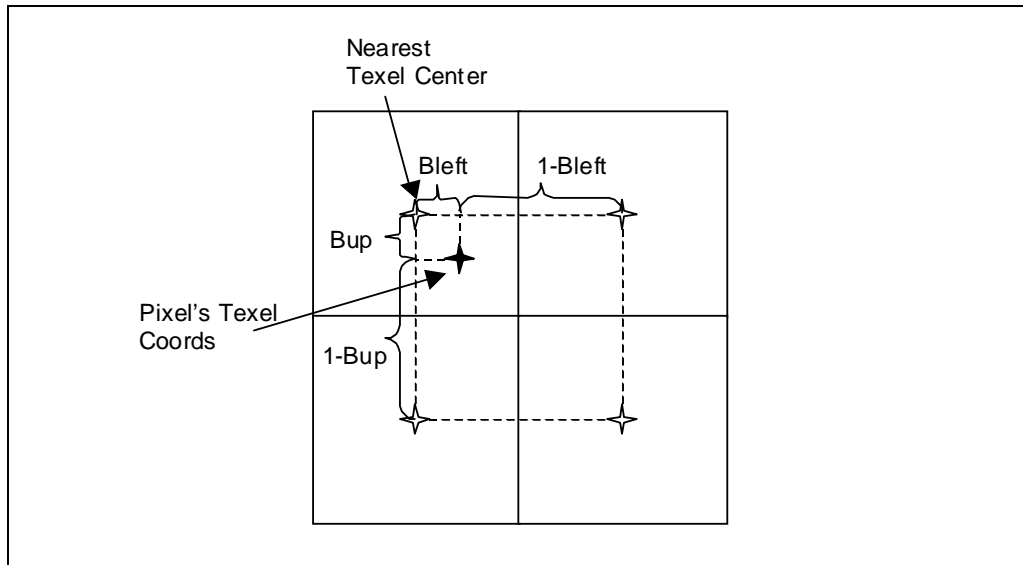 Nearest
Texel Center
Bleft
1-Bleft
Bup
Pixel's Texel
Coords
1-Bup